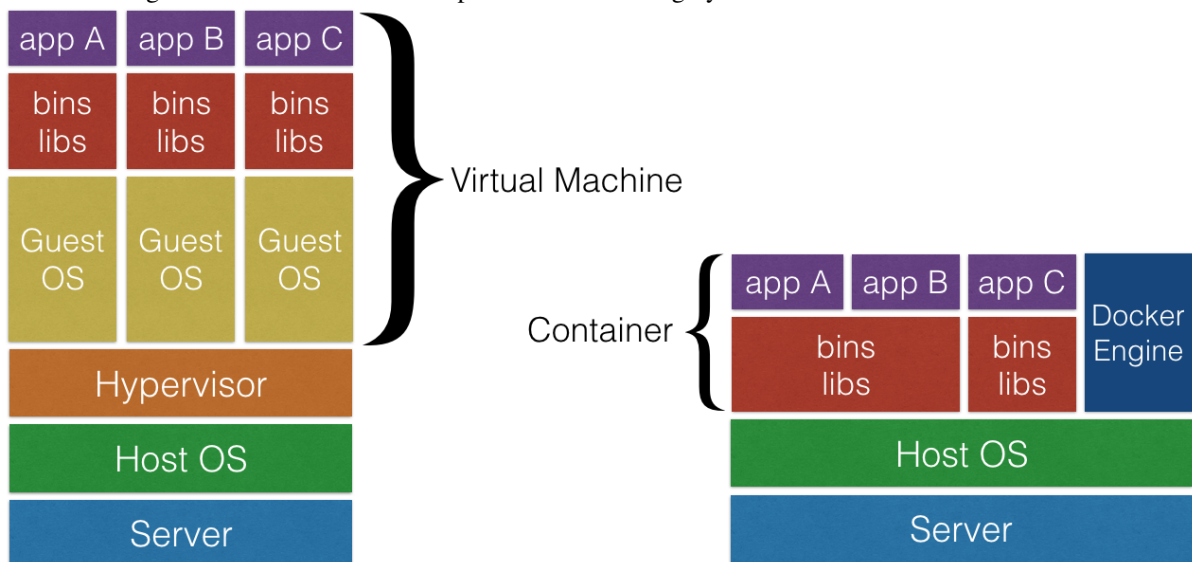 app A
app B
app C
bins
libs
bins
libs
bins
libs
Guest
OS
Guest
OS
Guest
OS
Hypervisor
Host OS
Server
Virtual Machine
Container
app A
app B
app C
bins
libs
bins
libs
Docker
Engine
Host OS
Server